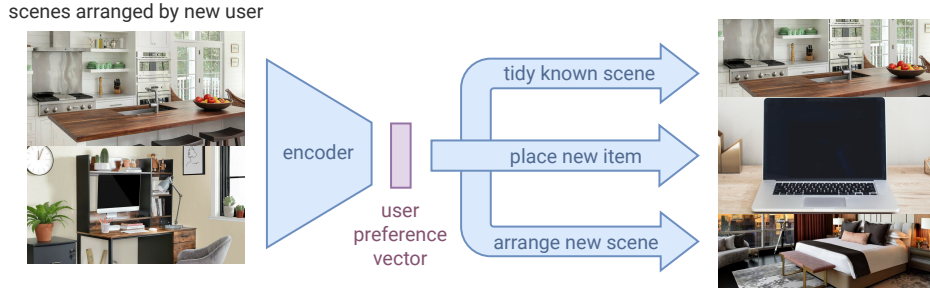 scenes arranged by new user
encoder
user
preference
vector
tidy known scene
place new item
arrange new scene